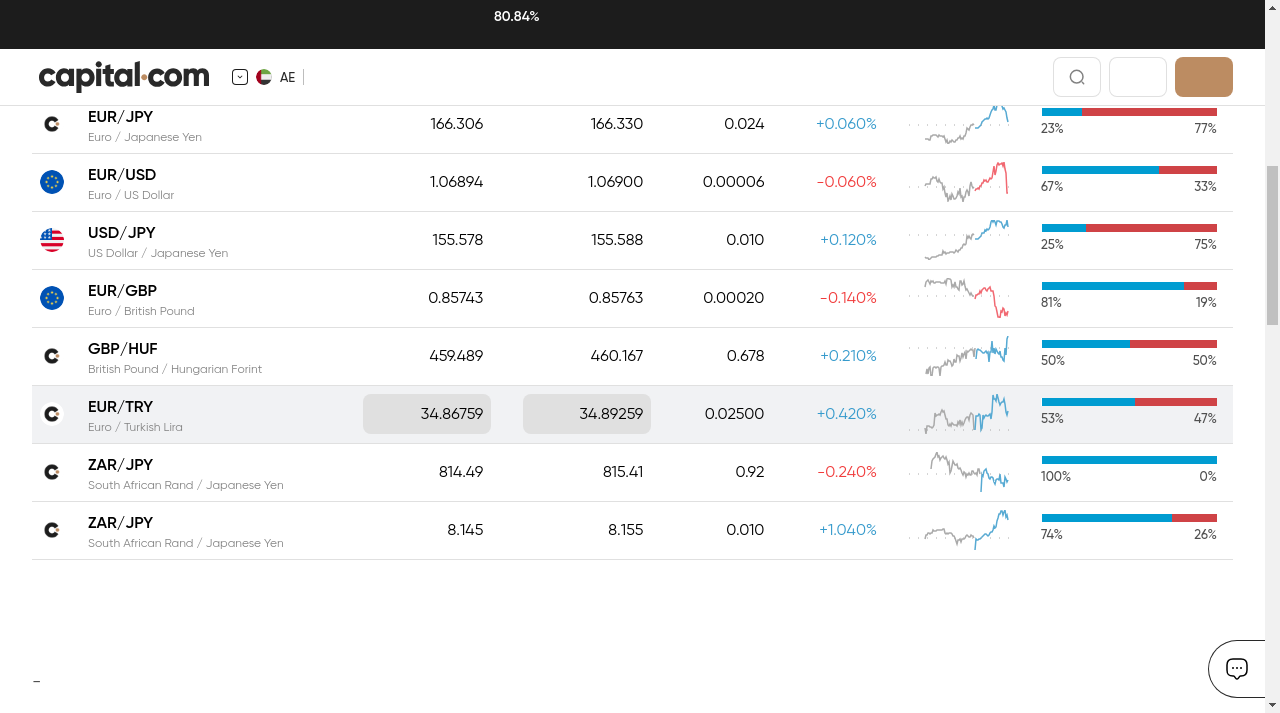 80.84%
capital.com
AE
EUR/JPY 166.306 166.330 0.024 +0.060%
Euro / Japanese Yen 23% 77%
EUR/USD 1.06894 1.06900 0.00006 -0.060%
Euro / US Dollar 67% 33%
USD/JPY 155.578 155.588 0.010 +0.120%
US Dollar / Japanese Yen 25% 75%
EUR/GBP 0.85743 0.85763 0.00020 -0.140%
Euro / British Pound 81% 19%
GBP/HUF 459.489 460.167 0.678 +0.210%
British Pound / Hungarian Forint 50% 50%
EUR/TRY 34.86759 34.89259 0.02500 +0.420%
Euro / Turkish Lira 53% 47%
ZAR/JPY 814.49 815.41 0.92 -0.240%
South African Rand / Japanese Yen 100% 0%
ZAR/JPY 8.145 8.155 0.010 +1.040%
South African Rand / Japanese Yen 74% 26%
–